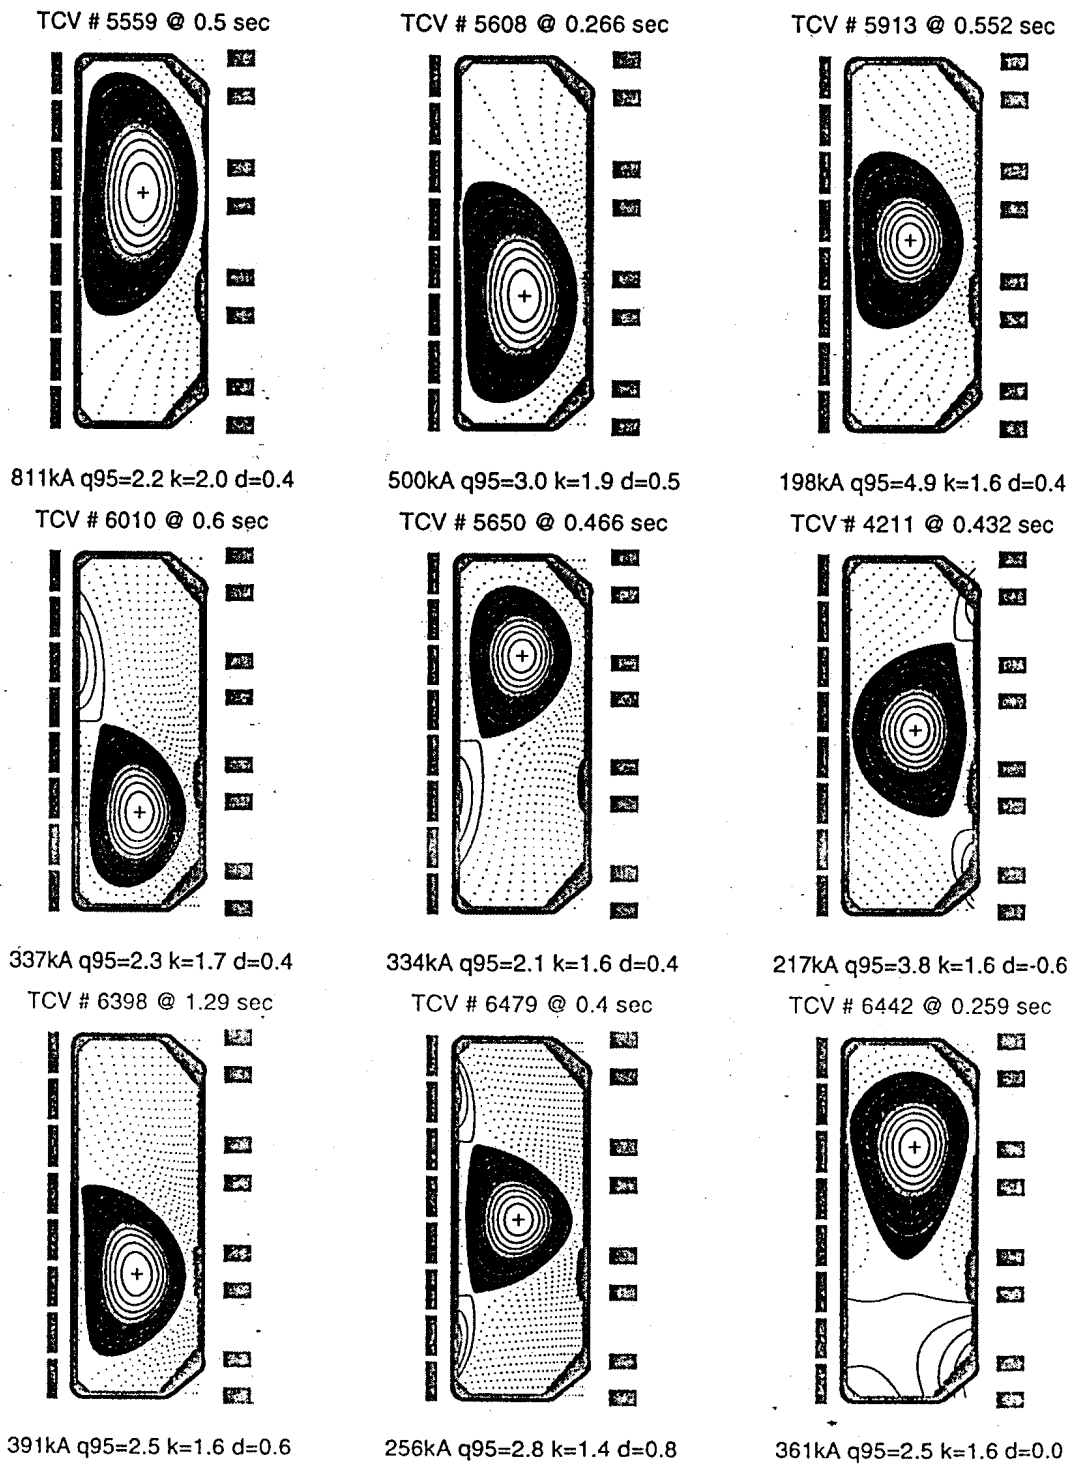 TCV # 5559 @ 0.5 sec
TCV # 5608 @ 0.266 sec
TCV # 5913 @ 0.552 sec
811kA q95=2.2 k=2.0 d=0.4
500kA q95=3.0 k=1.9 d=0.5
198kA q95=4.9 k=1.6 d=0.4
TCV # 6010 @ 0.6 sec
TCV # 5650 @ 0.466 sec
TCV # 4211 @ 0.432 sec
337kA q95=2.3 k=1.7 d=0.4
334kA q95=2.1 k=1.6 d=0.4
217kA q95=3.8 k=1.6 d=-0.6
TCV # 6398 @ 1.29 sec
TCV # 6479 @ 0.4 sec
TCV # 6442 @ 0.259 sec
391kA q95=2.5 k=1.6 d=0.6
256kA q95=2.8 k=1.4 d=0.8
361kA q95=2.5 k=1.6 d=0.0